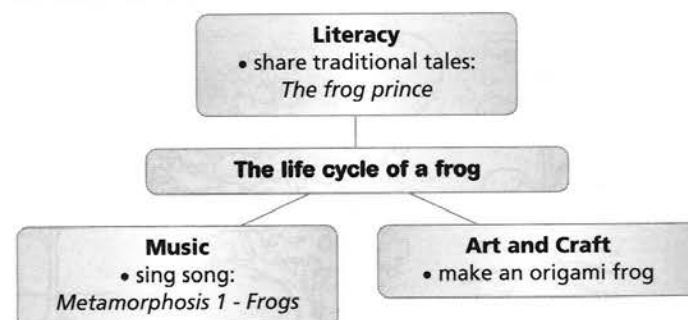 Literacy
• share traditional tales:
The frog prince
The life cycle of a frog
Music
• sing song:
Metamorphosis 1 - Frogs
Art and Craft
• make an origami frog